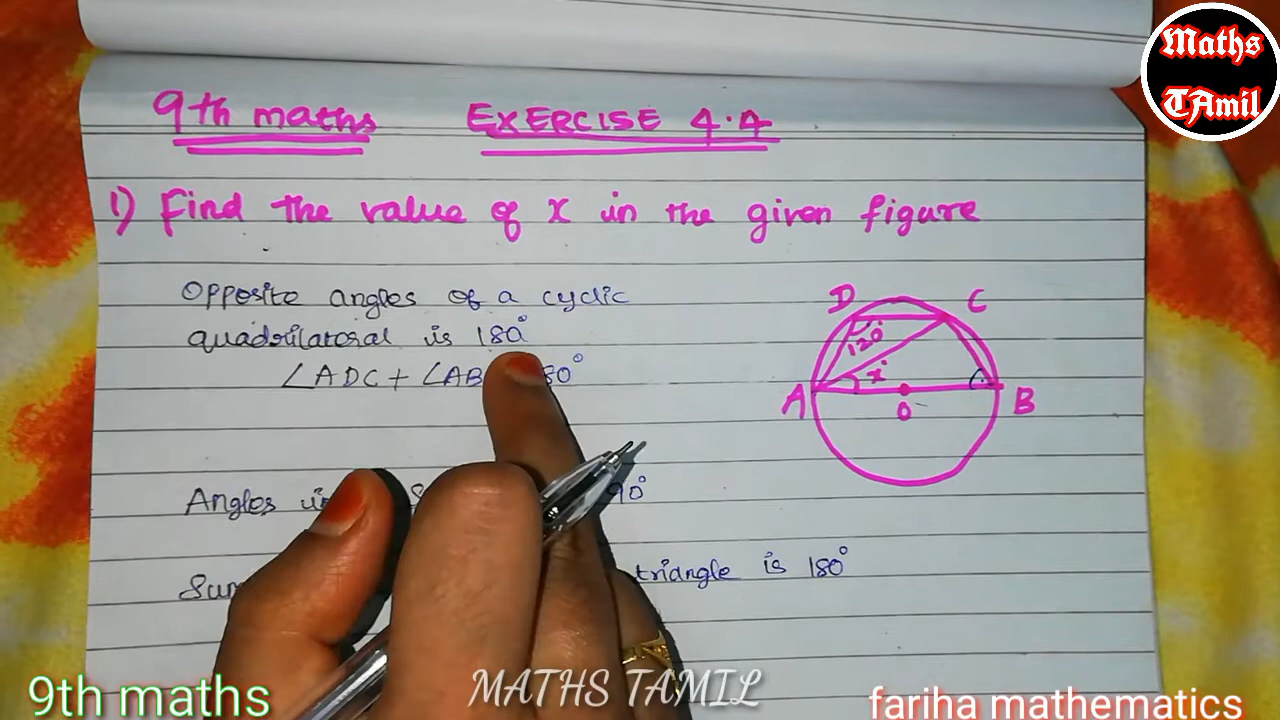 Maths
TAmil
9th maths EXERCISE 4.4
1) Find the value of x in the given figure
Opposite angles of a cyclic
quadrilateral is 180°
∠ADC + ∠AB 80°
D C
120°
x°
A O B
Angles 90°
triangle is 180°
9th maths MATHS TAMIL fariha mathematics